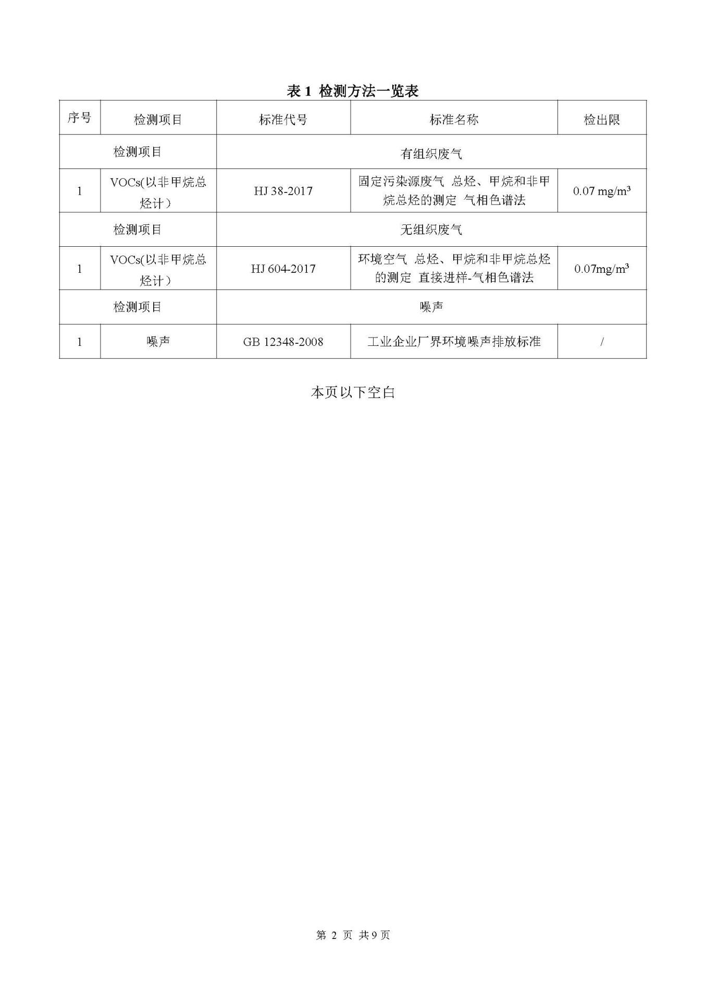 表 1 检测方法一览表
序号 检测项目 标准代号 标准名称 检出限
检测项目 有组织废气
1 VOCs(以非甲烷总 HJ 38-2017 固定污染源废气 总烃、甲烷和非甲 0.07 mg/m³
烃计） 烷总烃的测定 气相色谱法
检测项目 无组织废气
1 VOCs(以非甲烷总 HJ 604-2017 环境空气 总烃、甲烷和非甲烷总烃 0.07mg/m³
烃计） 的测定 直接进样-气相色谱法
检测项目 噪声
1 噪声 GB 12348-2008 工业企业厂界环境噪声排放标准 /
本页以下空白
第 2 页 共 9 页